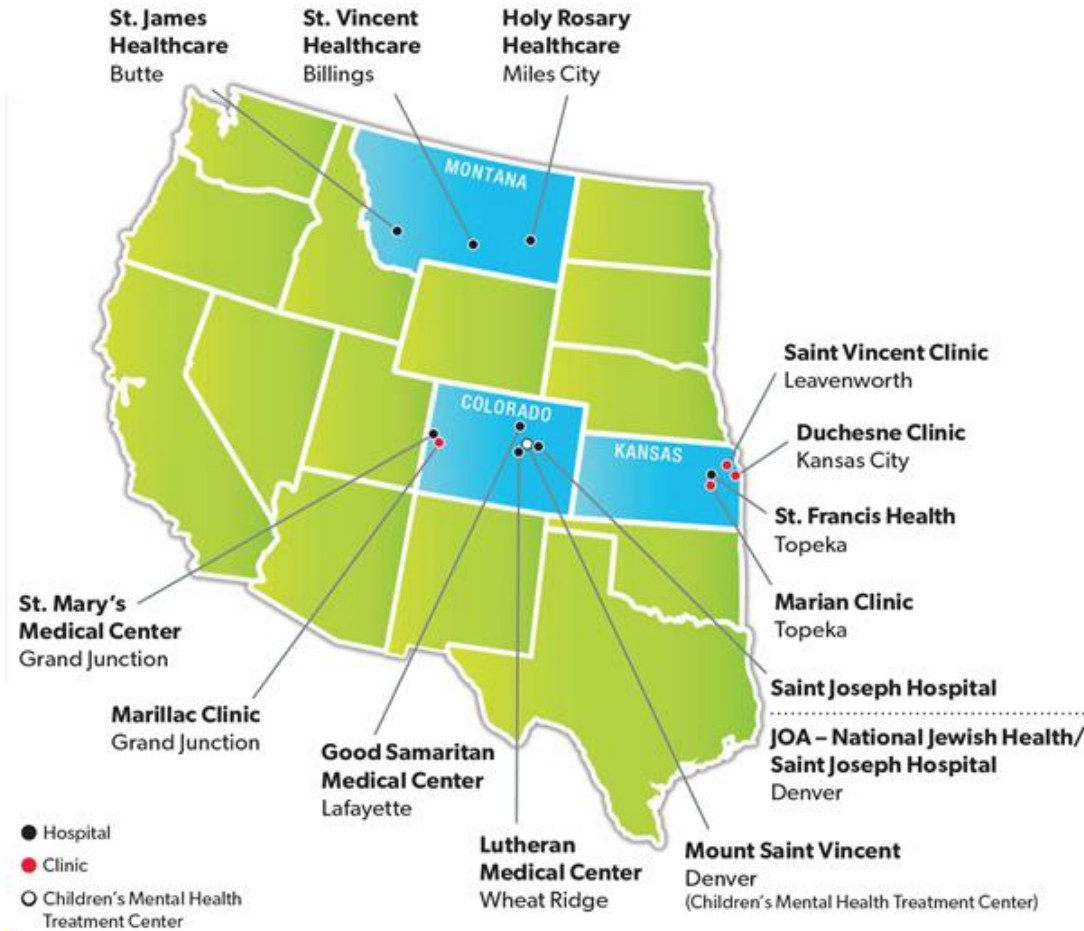 St. James
Healthcare
Butte
St. Vincent
Healthcare
Billings
Holy Rosary
Healthcare
Miles City
MONTANA
COLORADO
KANSAS
Saint Vincent Clinic
Leavenworth
Duchesne Clinic
Kansas City
St. Francis Health
Topeka
Marian Clinic
Topeka
Saint Joseph Hospital
JOA – National Jewish Health/
Saint Joseph Hospital
Denver
St. Mary's
Medical Center
Grand Junction
Marillac Clinic
Grand Junction
Good Samaritan
Medical Center
Lafayette
Lutheran
Medical Center
Wheat Ridge
Mount Saint Vincent
Denver
(Children's Mental Health Treatment Center)
Hospital
Clinic
Children's Mental Health
Treatment Center